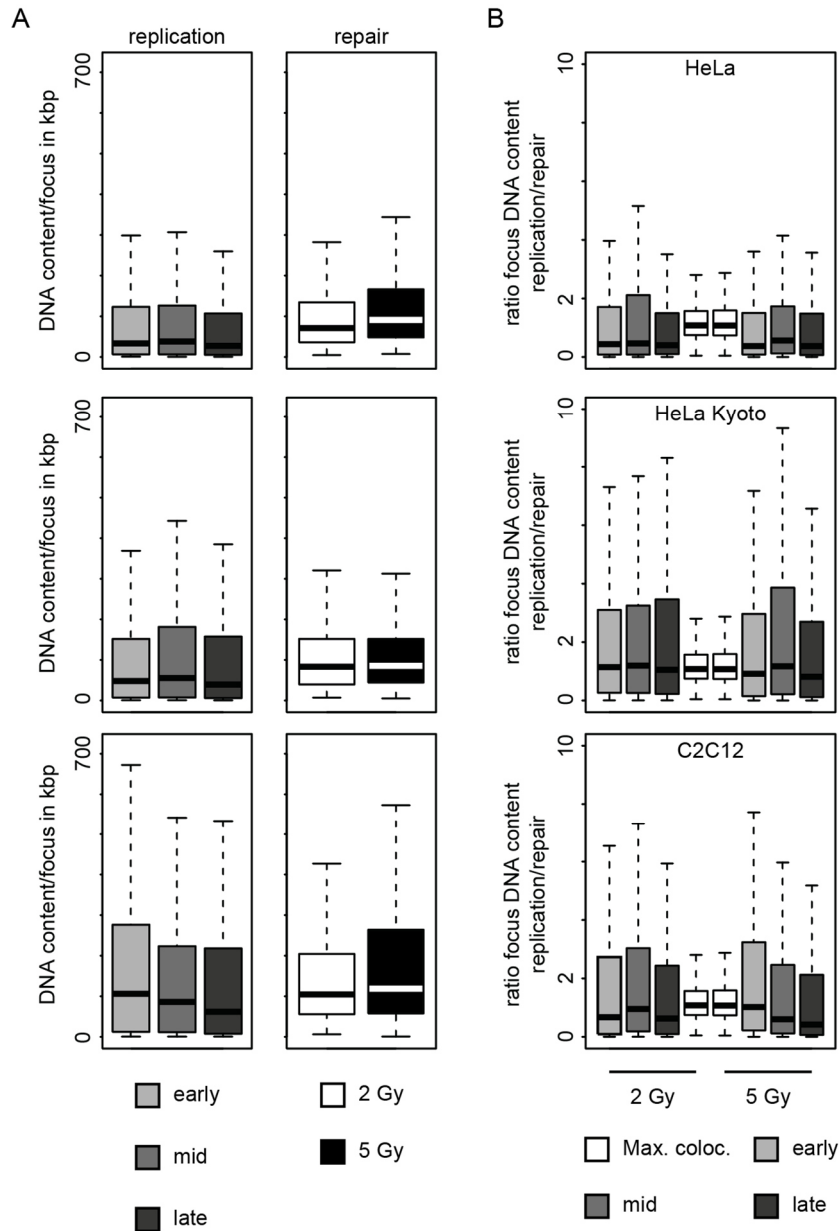 A
B
replication
repair
DNA content/focus in kbp
700
0
DNA content/focus in kbp
700
0
DNA content/focus in kbp
700
0
early
mid
late
2 Gy
5 Gy
HeLa
ratio focus DNA content
replication/repair
10
2
0
HeLa Kyoto
ratio focus DNA content
replication/repair
10
2
0
C2C12
ratio focus DNA content
replication/repair
10
2
0
2 Gy
5 Gy
Max. coloc.
early
mid
late